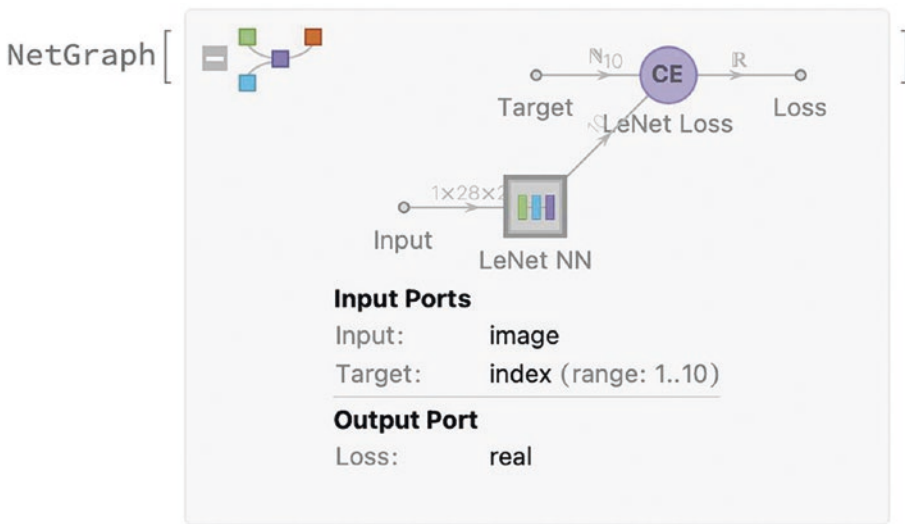 NetGraph[ ]
ℕ10 CE ℝ
Target LeNet Loss Loss
1×28×2
Input
LeNet NN
Input Ports
Input: image
Target: index (range: 1..10)
Output Port
Loss: real